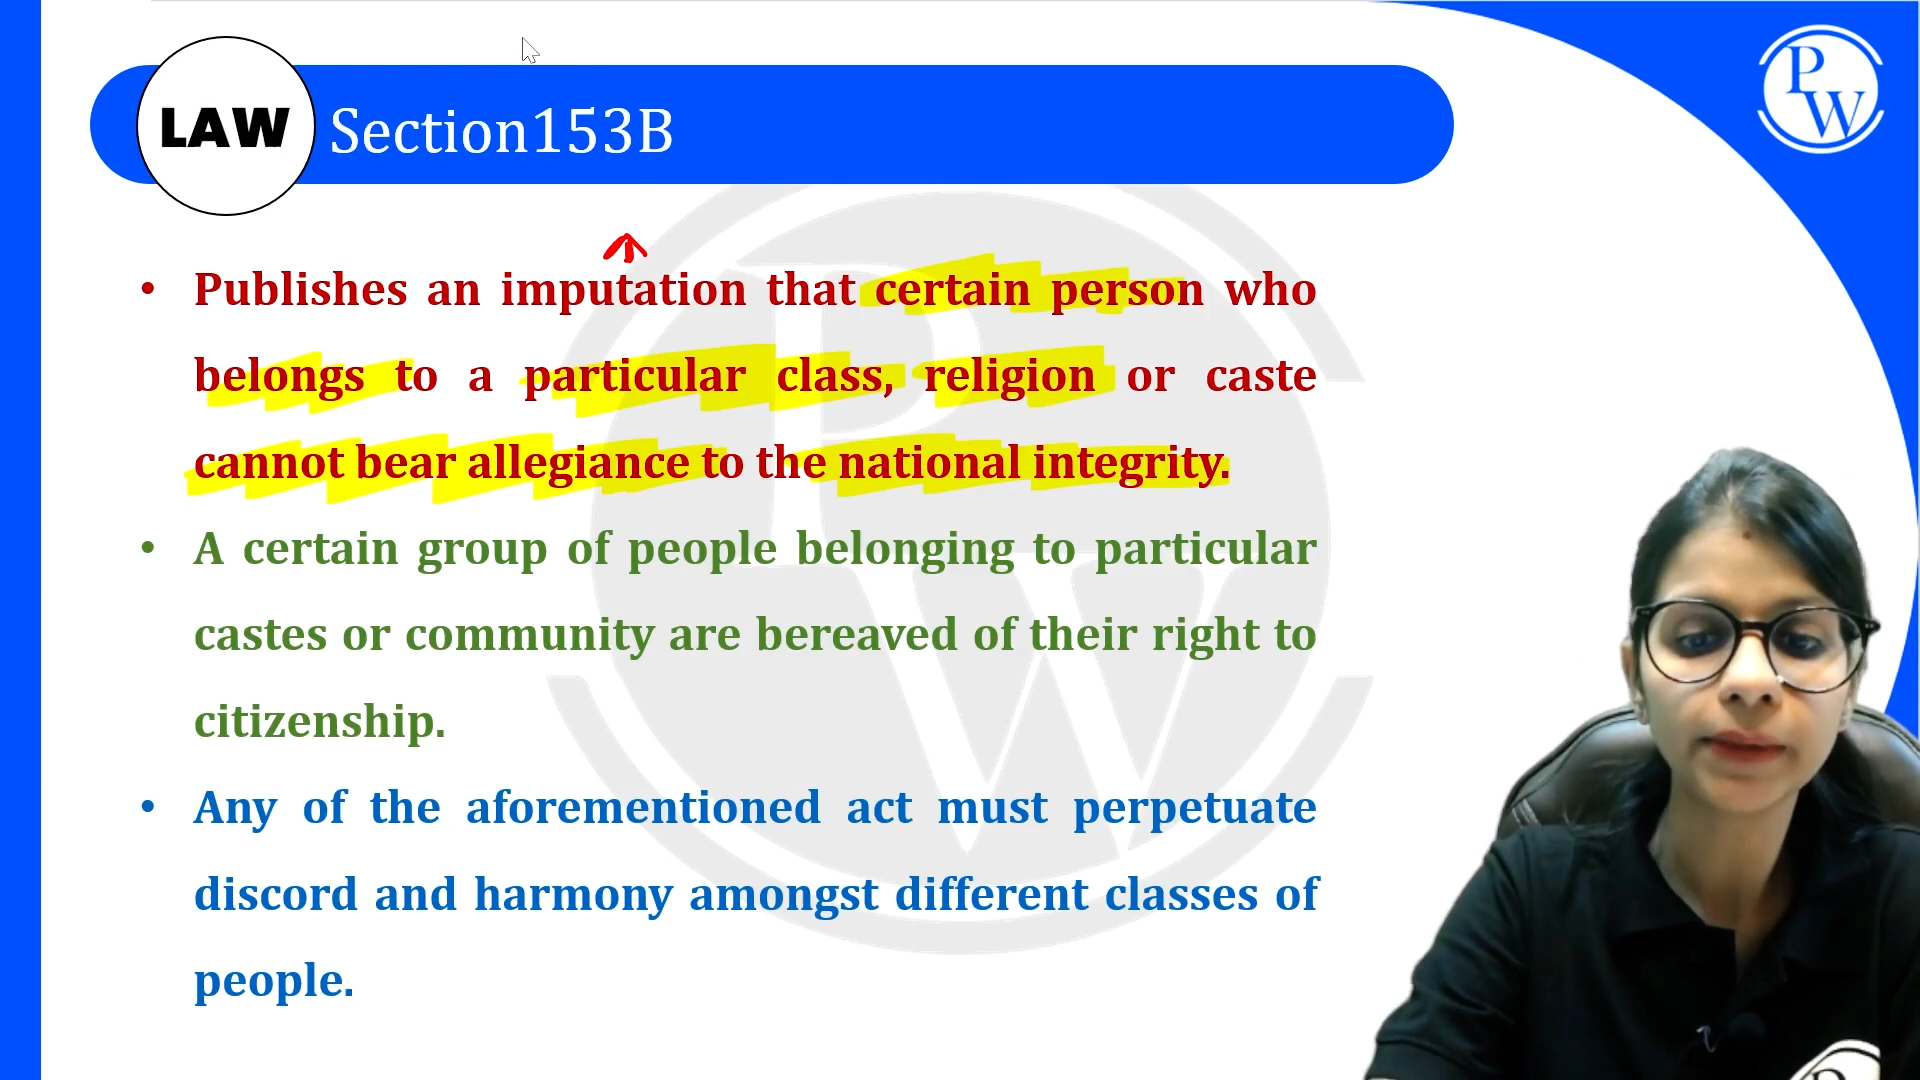 LAW Section153B
PW
• Publishes an imputation that certain person who
belongs to a particular class, religion or caste
cannot bear allegiance to the national integrity.
• A certain group of people belonging to particular
castes or community are bereaved of their right to
citizenship.
• Any of the aforementioned act must perpetuate
discord and harmony amongst different classes of
people.